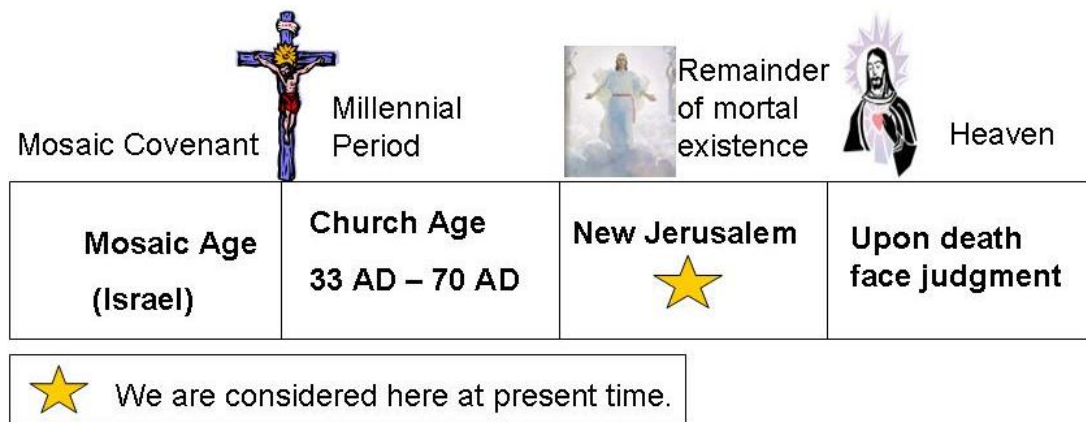 Mosaic Covenant
Millennial
Period
Remainder
of mortal
existence
Heaven
Mosaic Age
(Israel)
Church Age
33 AD – 70 AD
New Jerusalem
Upon death
face judgment
We are considered here at present time.